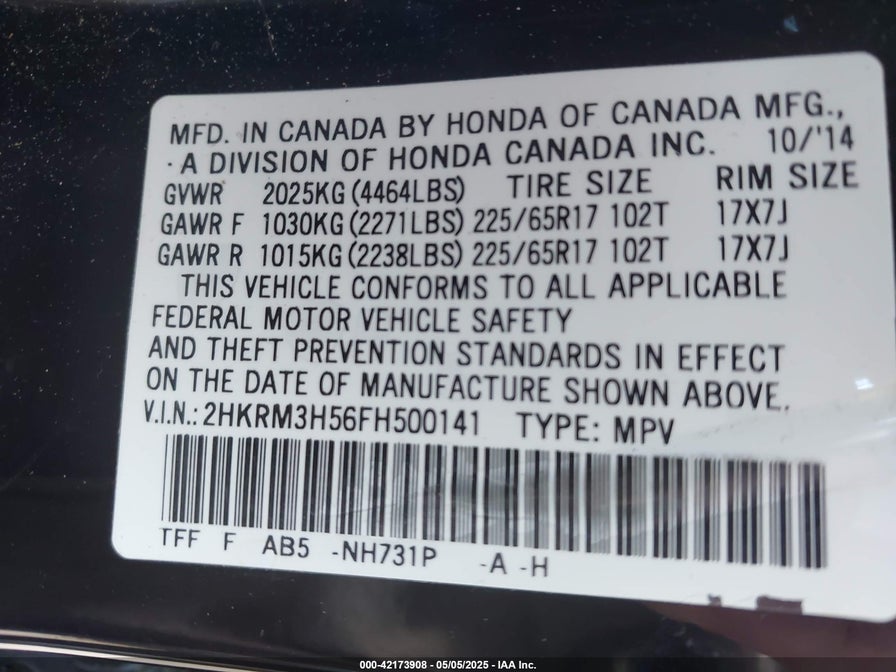 MFD. IN CANADA BY HONDA OF CANADA MFG.,
· A DIVISION OF HONDA CANADA INC. 10/'14
GVWR 2025KG (4464LBS) TIRE SIZE RIM SIZE
GAWR F 1030KG (2271LBS) 225/65R17 102T 17X7J
GAWR R 1015KG (2238LBS) 225/65R17 102T 17X7J
THIS VEHICLE CONFORMS TO ALL APPLICABLE
FEDERAL MOTOR VEHICLE SAFETY
AND THEFT PREVENTION STANDARDS IN EFFECT
ON THE DATE OF MANUFACTURE SHOWN ABOVE.
V.I.N.: 2HKRM3H56FH500141 TYPE: MPV
TFF F AB5 -NH731P -A -H
000-42173908 - 05/05/2025 - IAA Inc.